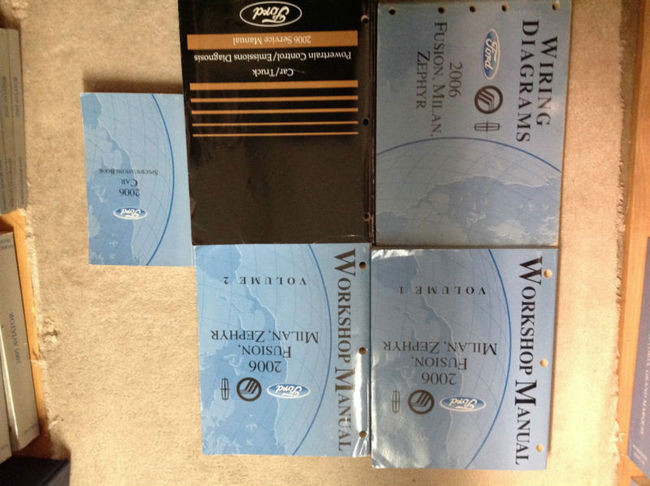 Ford
2006 Service Manual
Powertrain Control/Emissions Diagnosis
Car/Truck
WIRING
DIAGRAMS
Ford
2006
FUSION, MILAN,
ZEPHYR
SPECIFICATIONS BOOK
CAR
2006
Ford
WORKSHOP MANUAL
VOLUME 2
2006
FUSION,
MILAN, ZEPHYR
Ford
WORKSHOP MANUAL
VOLUME 1
2006
FUSION,
MILAN, ZEPHYR
Ford